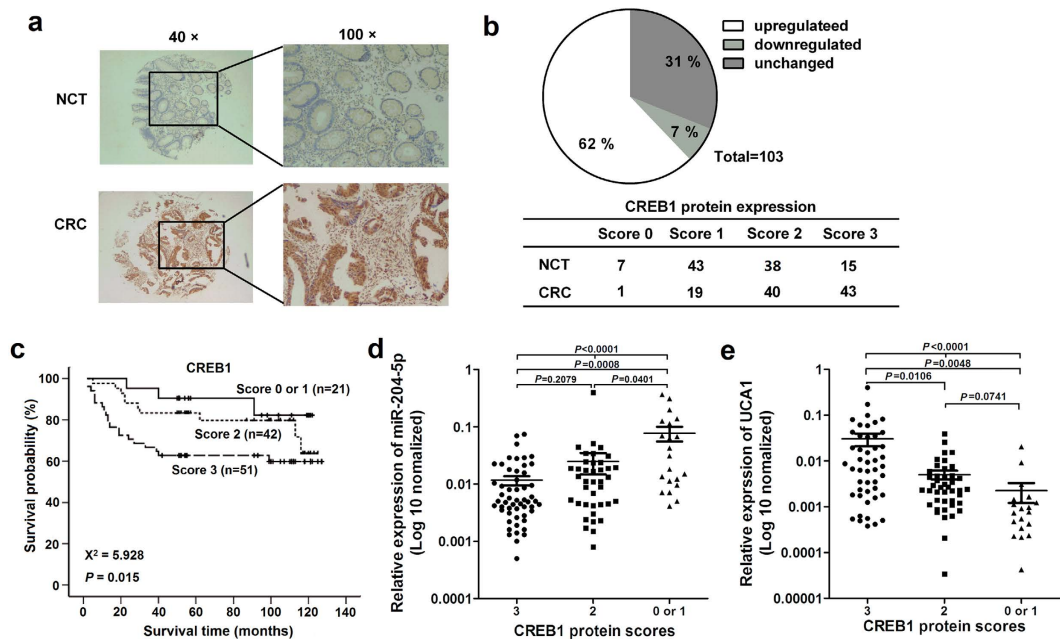 a
40 ×
100 ×
NCT
CRC
b
upregulateed
downregulated
unchanged
31 %
7 %
62 %
Total=103
CREB1 protein expression
Score 0 Score 1 Score 2 Score 3
NCT 7 43 38 15
CRC 1 19 40 43
c
CREB1
Survival probability (%)
100
80
60
80
60
40
20
0
Score 0 or 1 (n=21)
Score 2 (n=42)
Score 3 (n=51)
X² = 5.928
P = 0.015
0 20 40 60 80 100 120 140
Survival time (months)
d
P<0.0001
P=0.0008
P=0.2079 P=0.0401
Relative expression of miR-204-5p
(Log 10 nomalized)
1
0.1
0.01
0.001
0.0001
3 2 0 or 1
CREB1 protein scores
e
P<0.0001
P=0.0048
P=0.0106
P=0.0741
Relative expression of UCA1
(Log 10 nomalized)
1
0.1
0.01
0.001
0.0001
0.00001
3 2 0 or 1
CREB1 protein scores